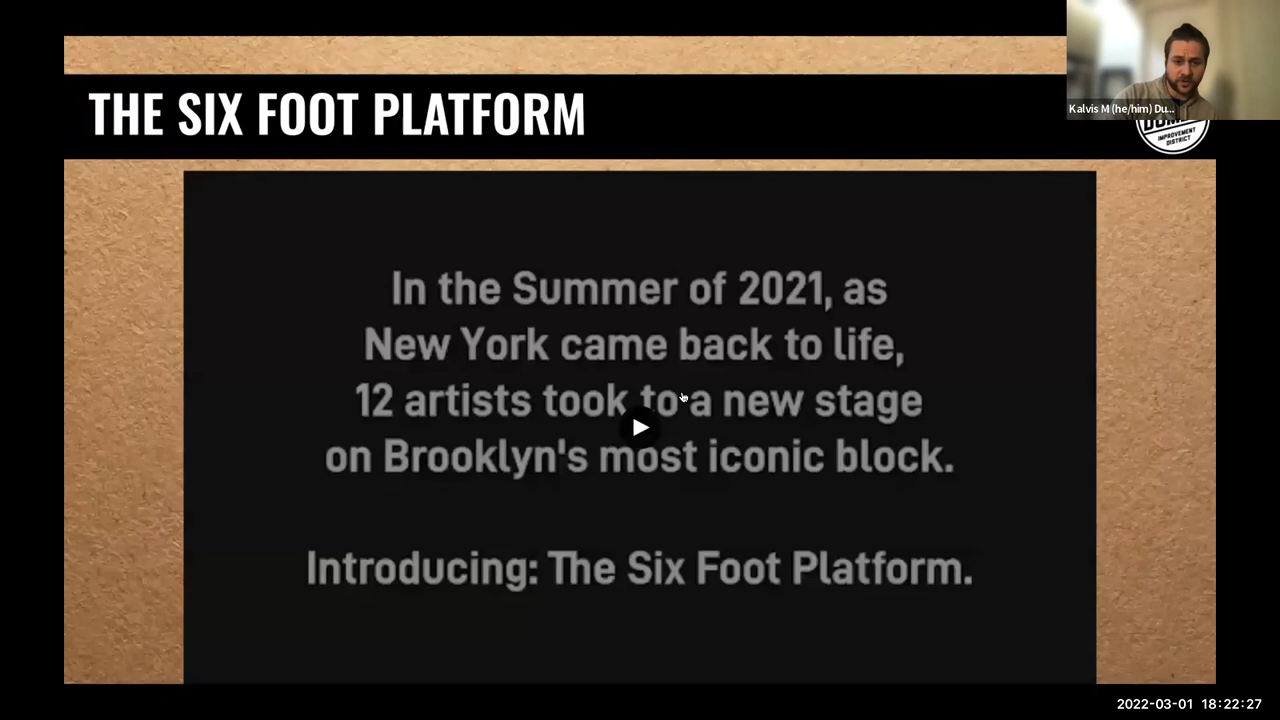 THE SIX FOOT PLATFORM
Kalvis M (he/him) Du...
IMPROVEMENT
DISTRICT
In the Summer of 2021, as
New York came back to life,
12 artists took to a new stage
on Brooklyn's most iconic block.
Introducing: The Six Foot Platform.
2022-03-01 18:22:27